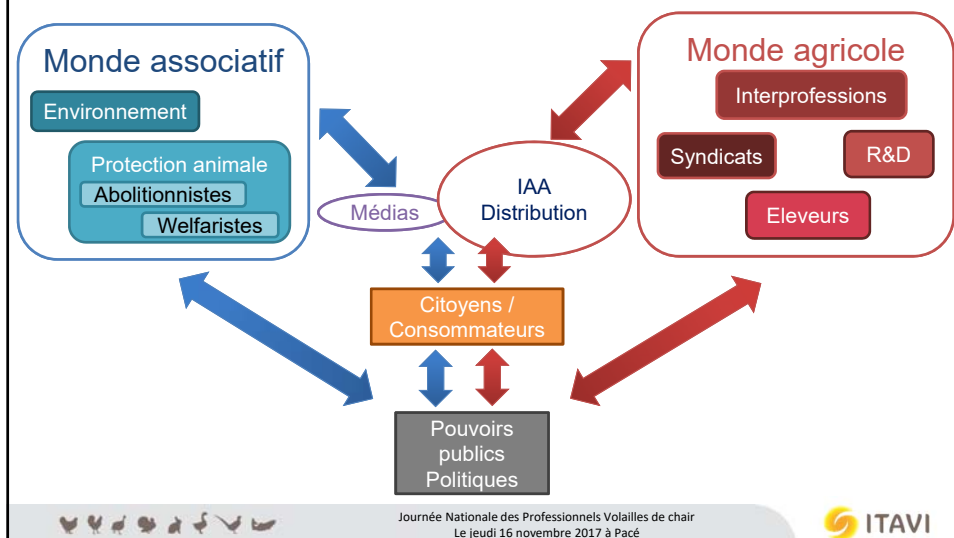 Monde associatif
Environnement
Protection animale
Abolitionnistes
Welfaristes
Médias
IAA
Distribution
Monde agricole
Interprofessions
Syndicats
R&D
Eleveurs
Citoyens /
Consommateurs
Pouvoirs
publics
Politiques
Journée Nationale des Professionnels Volailles de chair
Le jeudi 16 novembre 2017 à Pacé
ITAVI